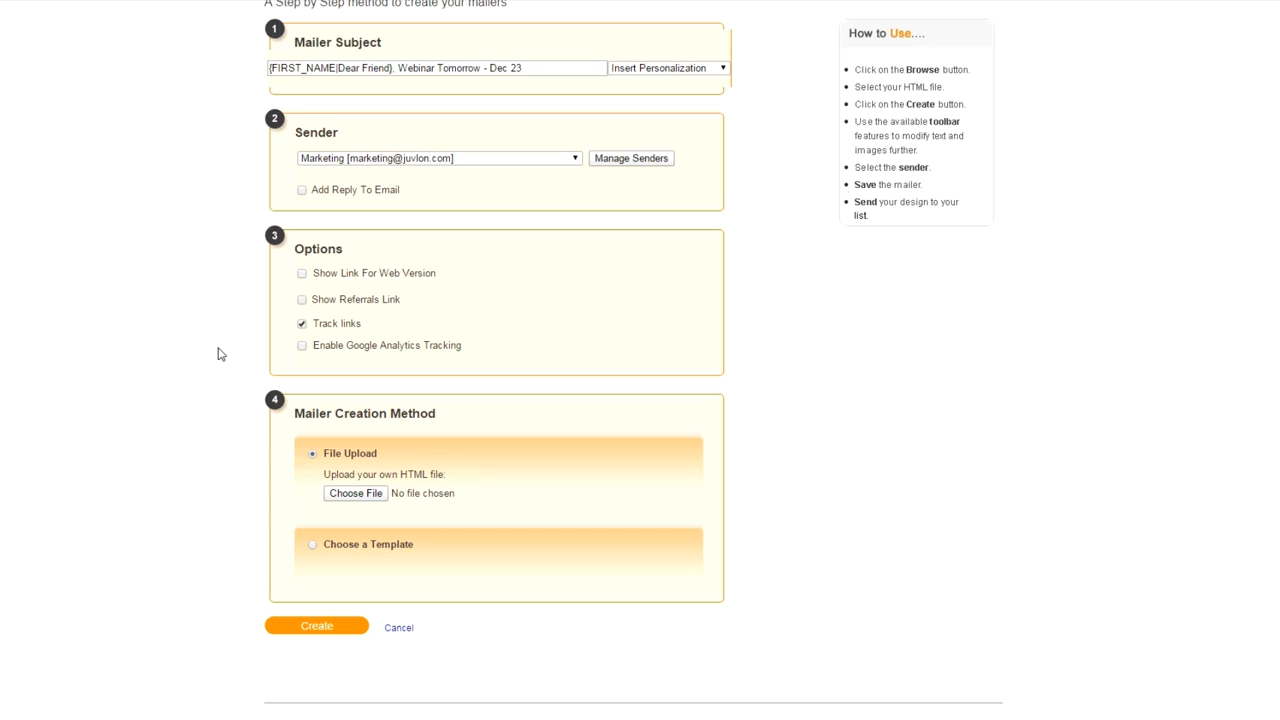 A Step by Step method to create your mailers
1
Mailer Subject
{FIRST_NAME|Dear Friend}, Webinar Tomorrow - Dec 23
Insert Personalization
2
Sender
Marketing [marketing@juvlon.com]
Manage Senders
Add Reply To Email
3
Options
Show Link For Web Version
Show Referrals Link
Track links
Enable Google Analytics Tracking
4
Mailer Creation Method
File Upload
Upload your own HTML file:
Choose File No file chosen
Choose a Template
Create
Cancel
How to Use....
Click on the Browse button.
Select your HTML file.
Click on the Create button.
Use the available toolbar
features to modify text and
images further.
Select the sender.
Save the mailer.
Send your design to your
list.